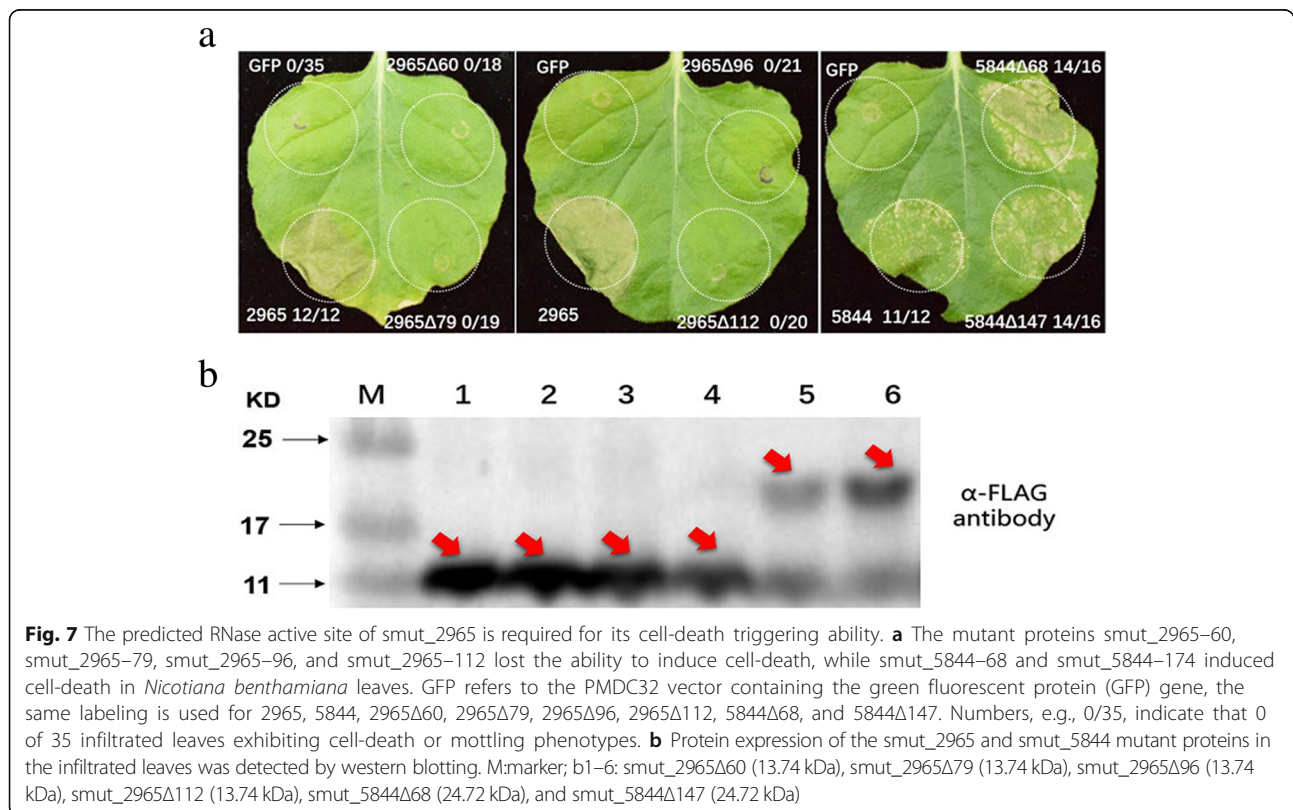 a
GFP 0/35 2965Δ60 0/18 GFP 2965Δ96 0/21 GFP 5844Δ68 14/16
2965 12/12 2965Δ79 0/19 2965 2965Δ112 0/20 5844 11/12 5844Δ147 14/16
b
KD M 1 2 3 4 5 6
25
17
11
α-FLAG
antibody
Fig. 7 The predicted RNase active site of smut_2965 is required for its cell-death triggering ability. a The mutant proteins smut_2965–60,
smut_2965–79, smut_2965–96, and smut_2965–112 lost the ability to induce cell-death, while smut_5844–68 and smut_5844–174 induced
cell-death in Nicotiana benthamiana leaves. GFP refers to the PMDC32 vector containing the green fluorescent protein (GFP) gene, the
same labeling is used for 2965, 5844, 2965Δ60, 2965Δ79, 2965Δ96, 2965Δ112, 5844Δ68, and 5844Δ147. Numbers, e.g., 0/35, indicate that 0
of 35 infiltrated leaves exhibiting cell-death or mottling phenotypes. b Protein expression of the smut_2965 and smut_5844 mutant proteins in
the infiltrated leaves was detected by western blotting. M:marker; b1–6: smut_2965Δ60 (13.74 kDa), smut_2965Δ79 (13.74 kDa), smut_2965Δ96 (13.74
kDa), smut_2965Δ112 (13.74 kDa), smut_5844Δ68 (24.72 kDa), and smut_5844Δ147 (24.72 kDa)